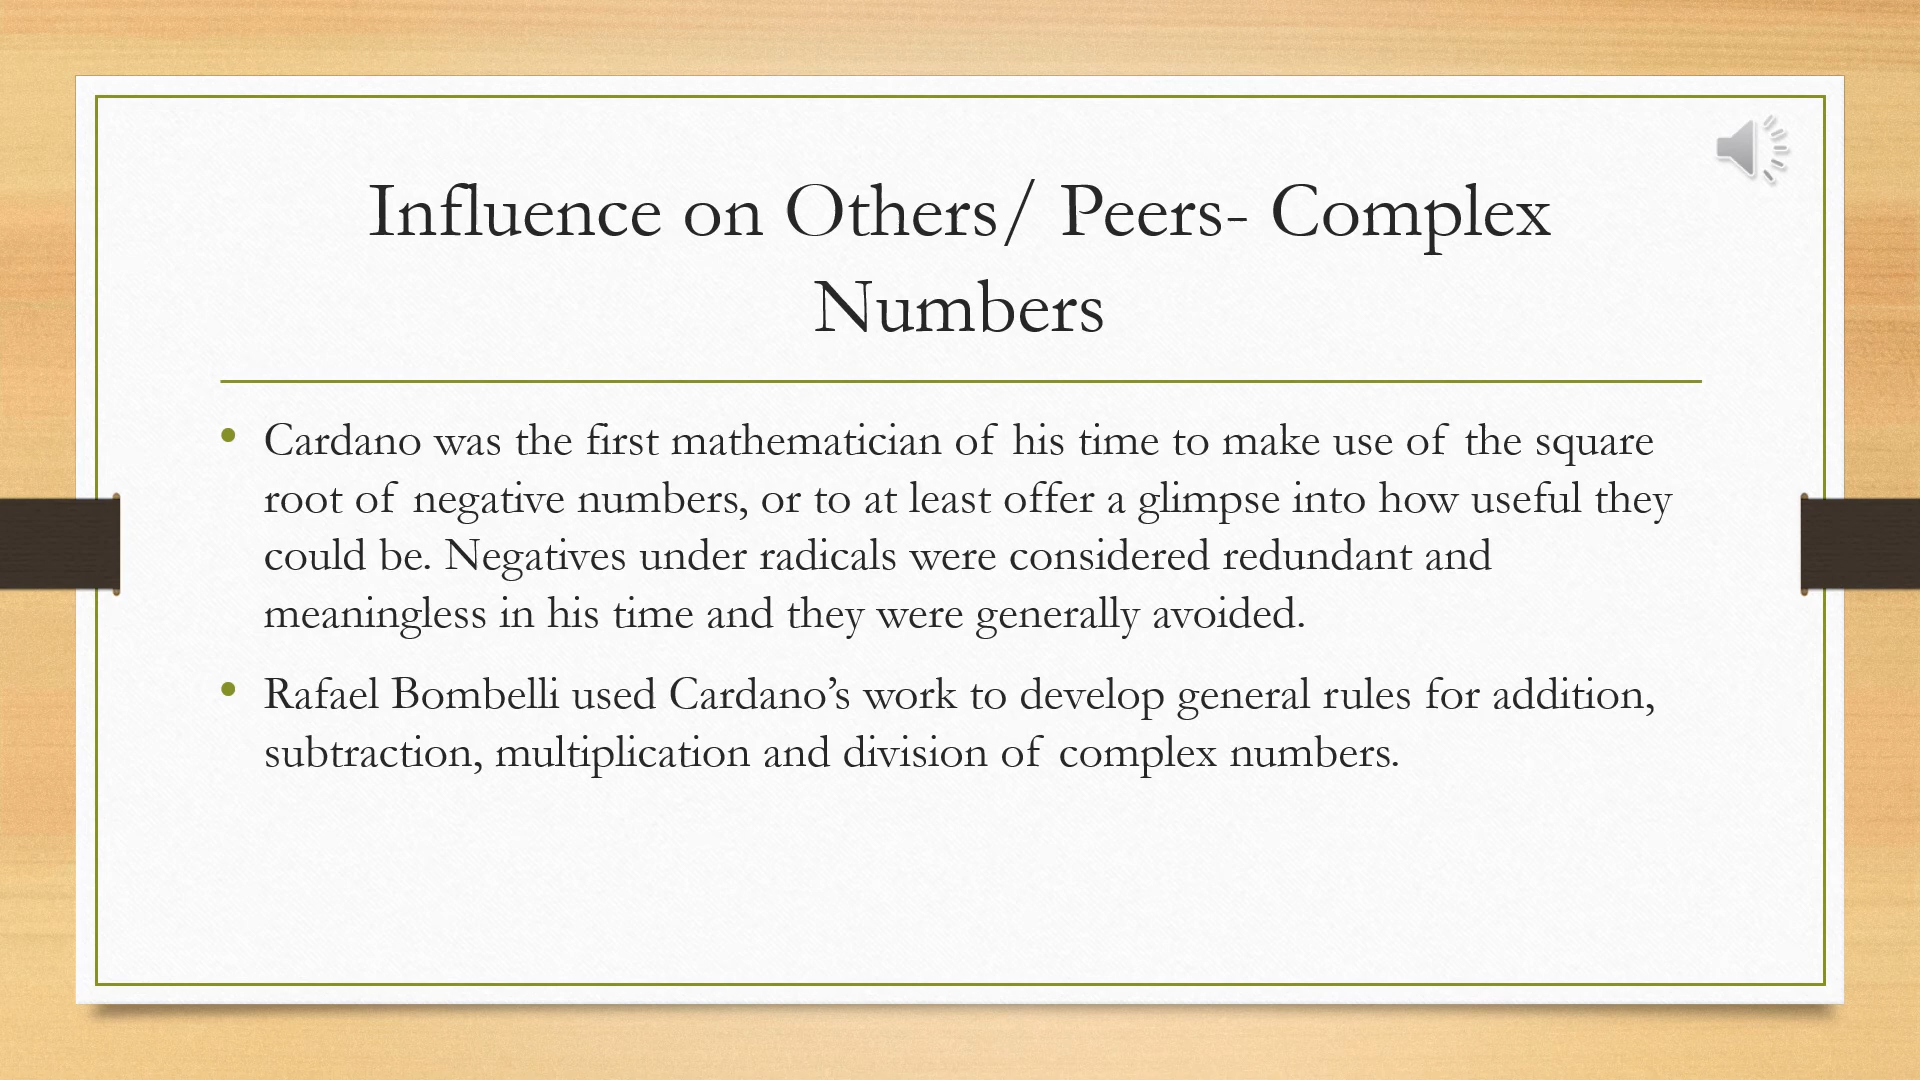 Influence on Others/ Peers- Complex
Numbers
• Cardano was the first mathematician of his time to make use of the square
root of negative numbers, or to at least offer a glimpse into how useful they
could be. Negatives under radicals were considered redundant and
meaningless in his time and they were generally avoided.
• Rafael Bombelli used Cardano’s work to develop general rules for addition,
subtraction, multiplication and division of complex numbers.